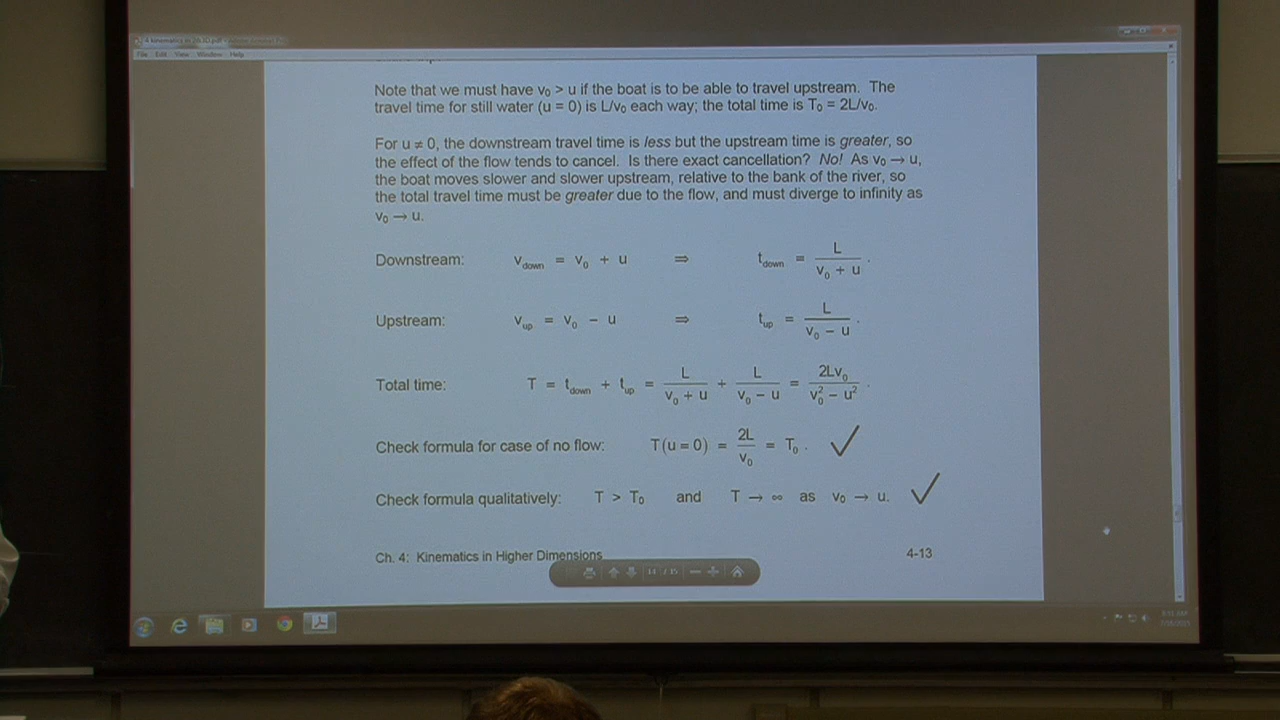 File Edit View Window Help
Note that we must have v₀ > u if the boat is to be able to travel upstream. The
travel time for still water (u = 0) is L/v₀ each way; the total time is T₀ = 2L/v₀.
For u ≠ 0, the downstream travel time is less but the upstream time is greater, so
the effect of the flow tends to cancel. Is there exact cancellation? No! As v₀ → u,
the boat moves slower and slower upstream, relative to the bank of the river, so
the total travel time must be greater due to the flow, and must diverge to infinity as
v₀ → u.
Downstream: v_down = v₀ + u ⇒ t_down = L / (v₀ + u).
Upstream: v_up = v₀ − u ⇒ t_up = L / (v₀ − u).
Total time: T = t_down + t_up = L / (v₀ + u) + L / (v₀ − u) = 2Lv₀ / (v₀² − u²).
Check formula for case of no flow: T(u = 0) = 2L / v₀ = T₀. ✓
Check formula qualitatively: T > T₀ and T → ∞ as v₀ → u. ✓
Ch. 4: Kinematics in Higher Dimensions 4-13